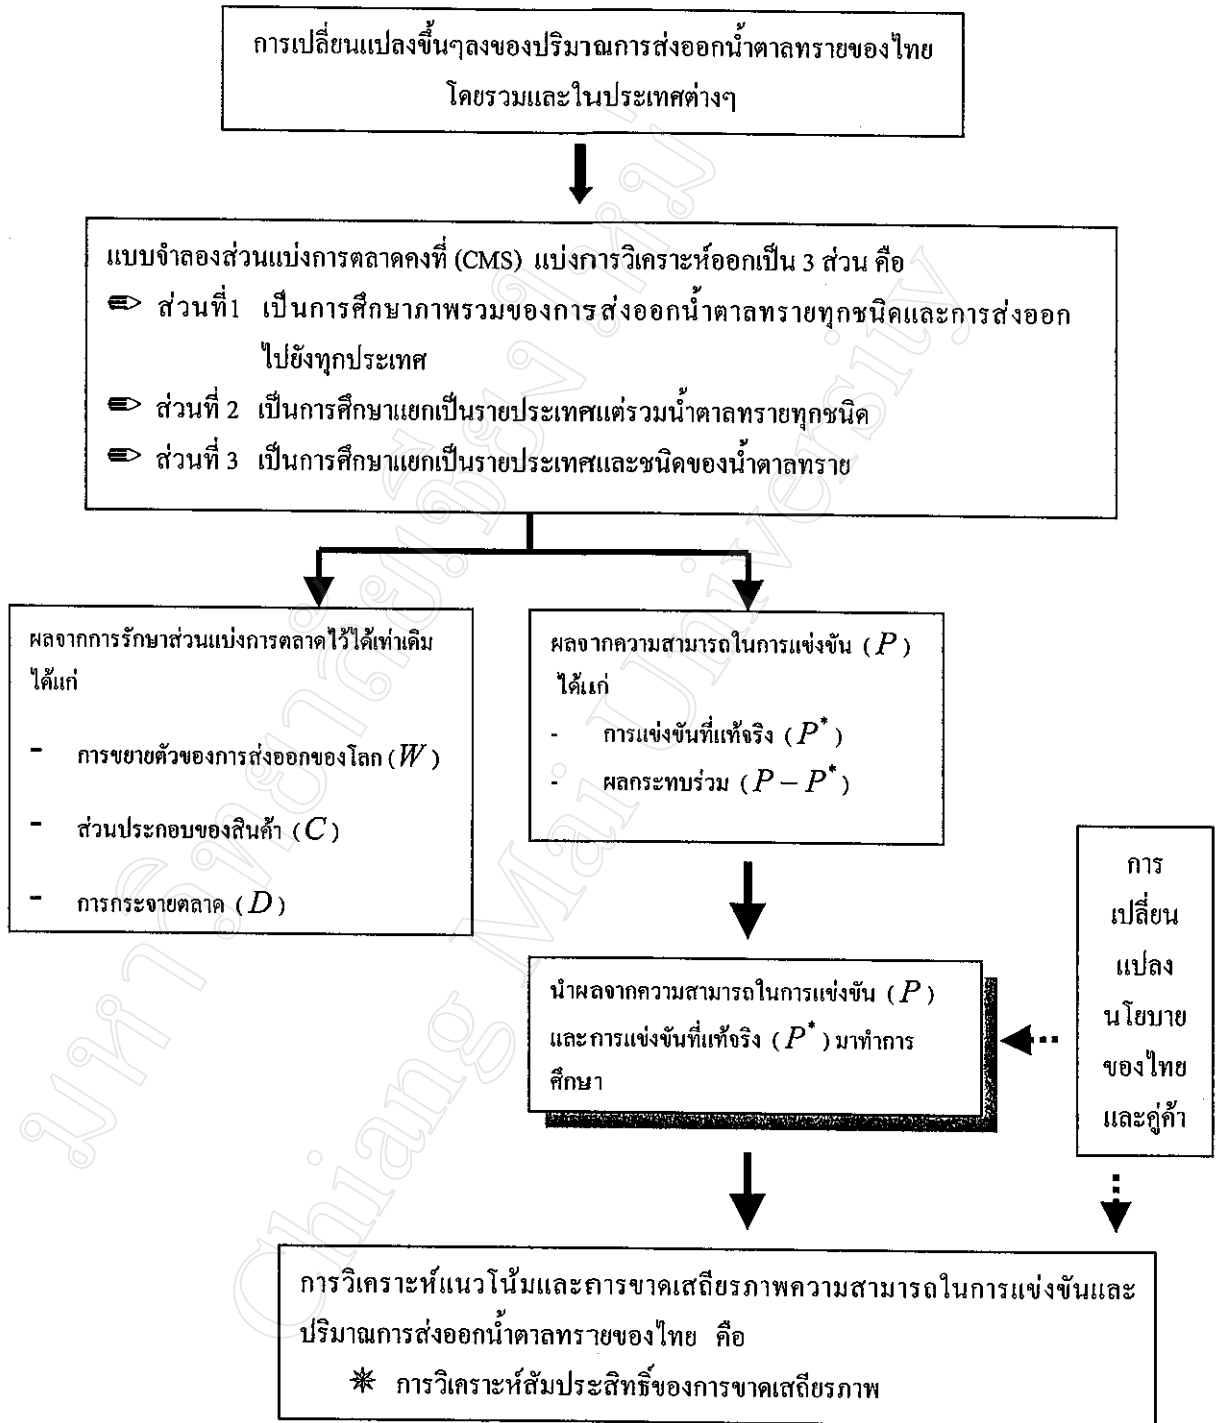 การเปลี่ยนแปลงขึ้นๆลงของปริมาณการส่งออกน้ำตาลทรายของไทย
โดยรวมและในประเทศต่างๆ
แบบจำลองส่วนแบ่งการตลาดคงที่ (CMS) แบ่งการวิเคราะห์ออกเป็น 3 ส่วน คือ
ส่วนที่1 เป็นการศึกษาภาพรวมของการส่งออกน้ำตาลทรายทุกชนิดและการส่งออก
ไปยังทุกประเทศ
ส่วนที่ 2 เป็นการศึกษาแยกเป็นรายประเทศแต่รวมน้ำตาลทรายทุกชนิด
ส่วนที่ 3 เป็นการศึกษาแยกเป็นรายประเทศและชนิดของน้ำตาลทราย
ผลจากการรักษาส่วนแบ่งการตลาดไว้ได้เท่าเดิม
ได้แก่
- การขยายตัวของการส่งออกของโลก (W)
- ส่วนประกอบของสินค้า (C)
- การกระจายตลาด (D)
ผลจากความสามารถในการแข่งขัน (P)
ได้แก่
- การแข่งขันที่แท้จริง (P*)
- ผลกระทบร่วม (P – P*)
นำผลจากความสามารถในการแข่งขัน (P)
และการแข่งขันที่แท้จริง (P*) มาทำการ
ศึกษา
การ
เปลี่ยน
แปลง
นโยบาย
ของไทย
และคู่ค้า
การวิเคราะห์แนวโน้มและการขาดเสถียรภาพความสามารถในการแข่งขันและ
ปริมาณการส่งออกน้ำตาลทรายของไทย คือ
✵ การวิเคราะห์สัมประสิทธิ์ของการขาดเสถียรภาพ
มหาวิทยาลัยเชียงใหม่
Chiang Mai University